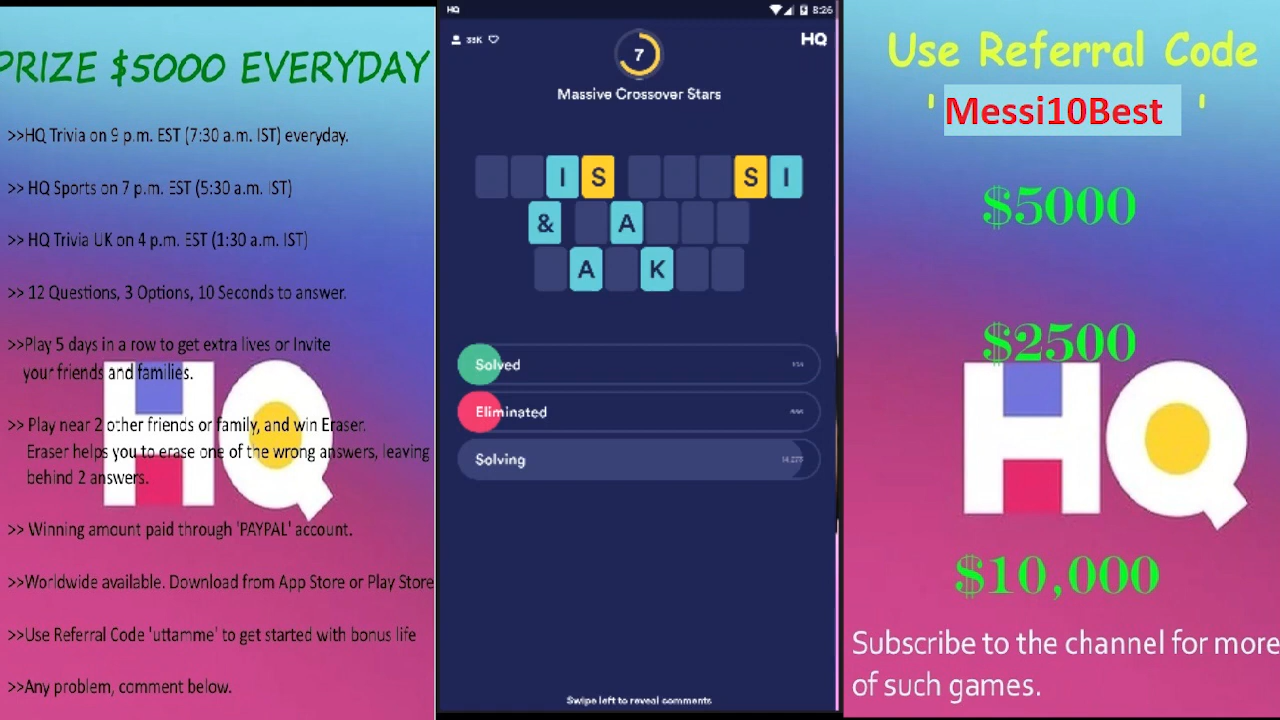 PRIZE $5000 EVERYDAY
>>HQ Trivia on 9 p.m. EST (7:30 a.m. IST) everyday.
>> HQ Sports on 7 p.m. EST (5:30 a.m. IST)
>> HQ Trivia UK on 4 p.m. EST (1:30 a.m. IST)
>> 12 Questions, 3 Options, 10 Seconds to answer.
>>Play 5 days in a row to get extra lives or Invite
your friends and families.
>> Play near 2 other friends or family, and win Eraser.
Eraser helps you to erase one of the wrong answers, leaving
behind 2 answers.
>> Winning amount paid through 'PAYPAL' account.
>>Worldwide available. Download from App Store or Play Store
>>Use Referral Code 'uttamme' to get started with bonus life
>>Any problem, comment below.
HQ
HQ 8:26
33K HQ
7
Massive Crossover Stars
I S S I
& A
A K
Solved
Eliminated
Solving
Swipe left to reveal comments
Use Referral Code
' Messi10Best '
$5000
$2500
HQ
$10,000
Subscribe to the channel for more
of such games.